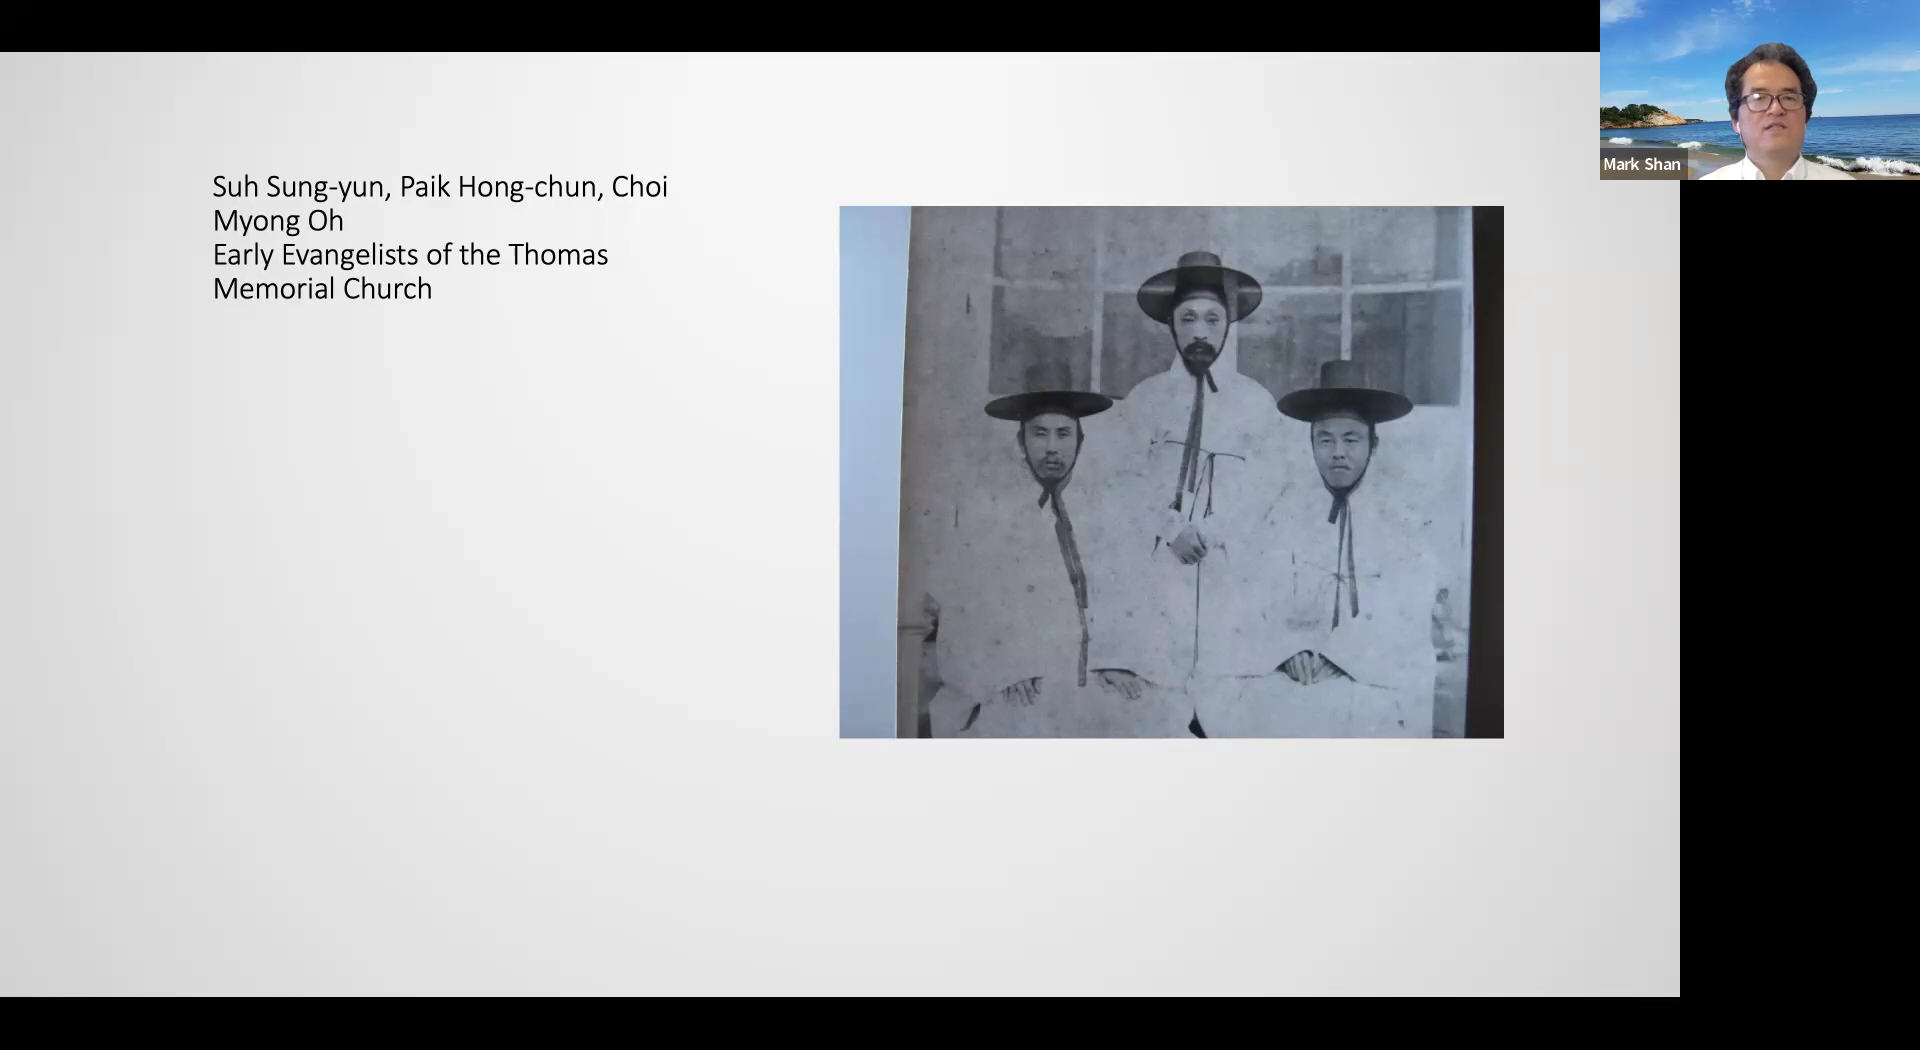 Suh Sung-yun, Paik Hong-chun, Choi
Myong Oh
Early Evangelists of the Thomas
Memorial Church
Mark Shan